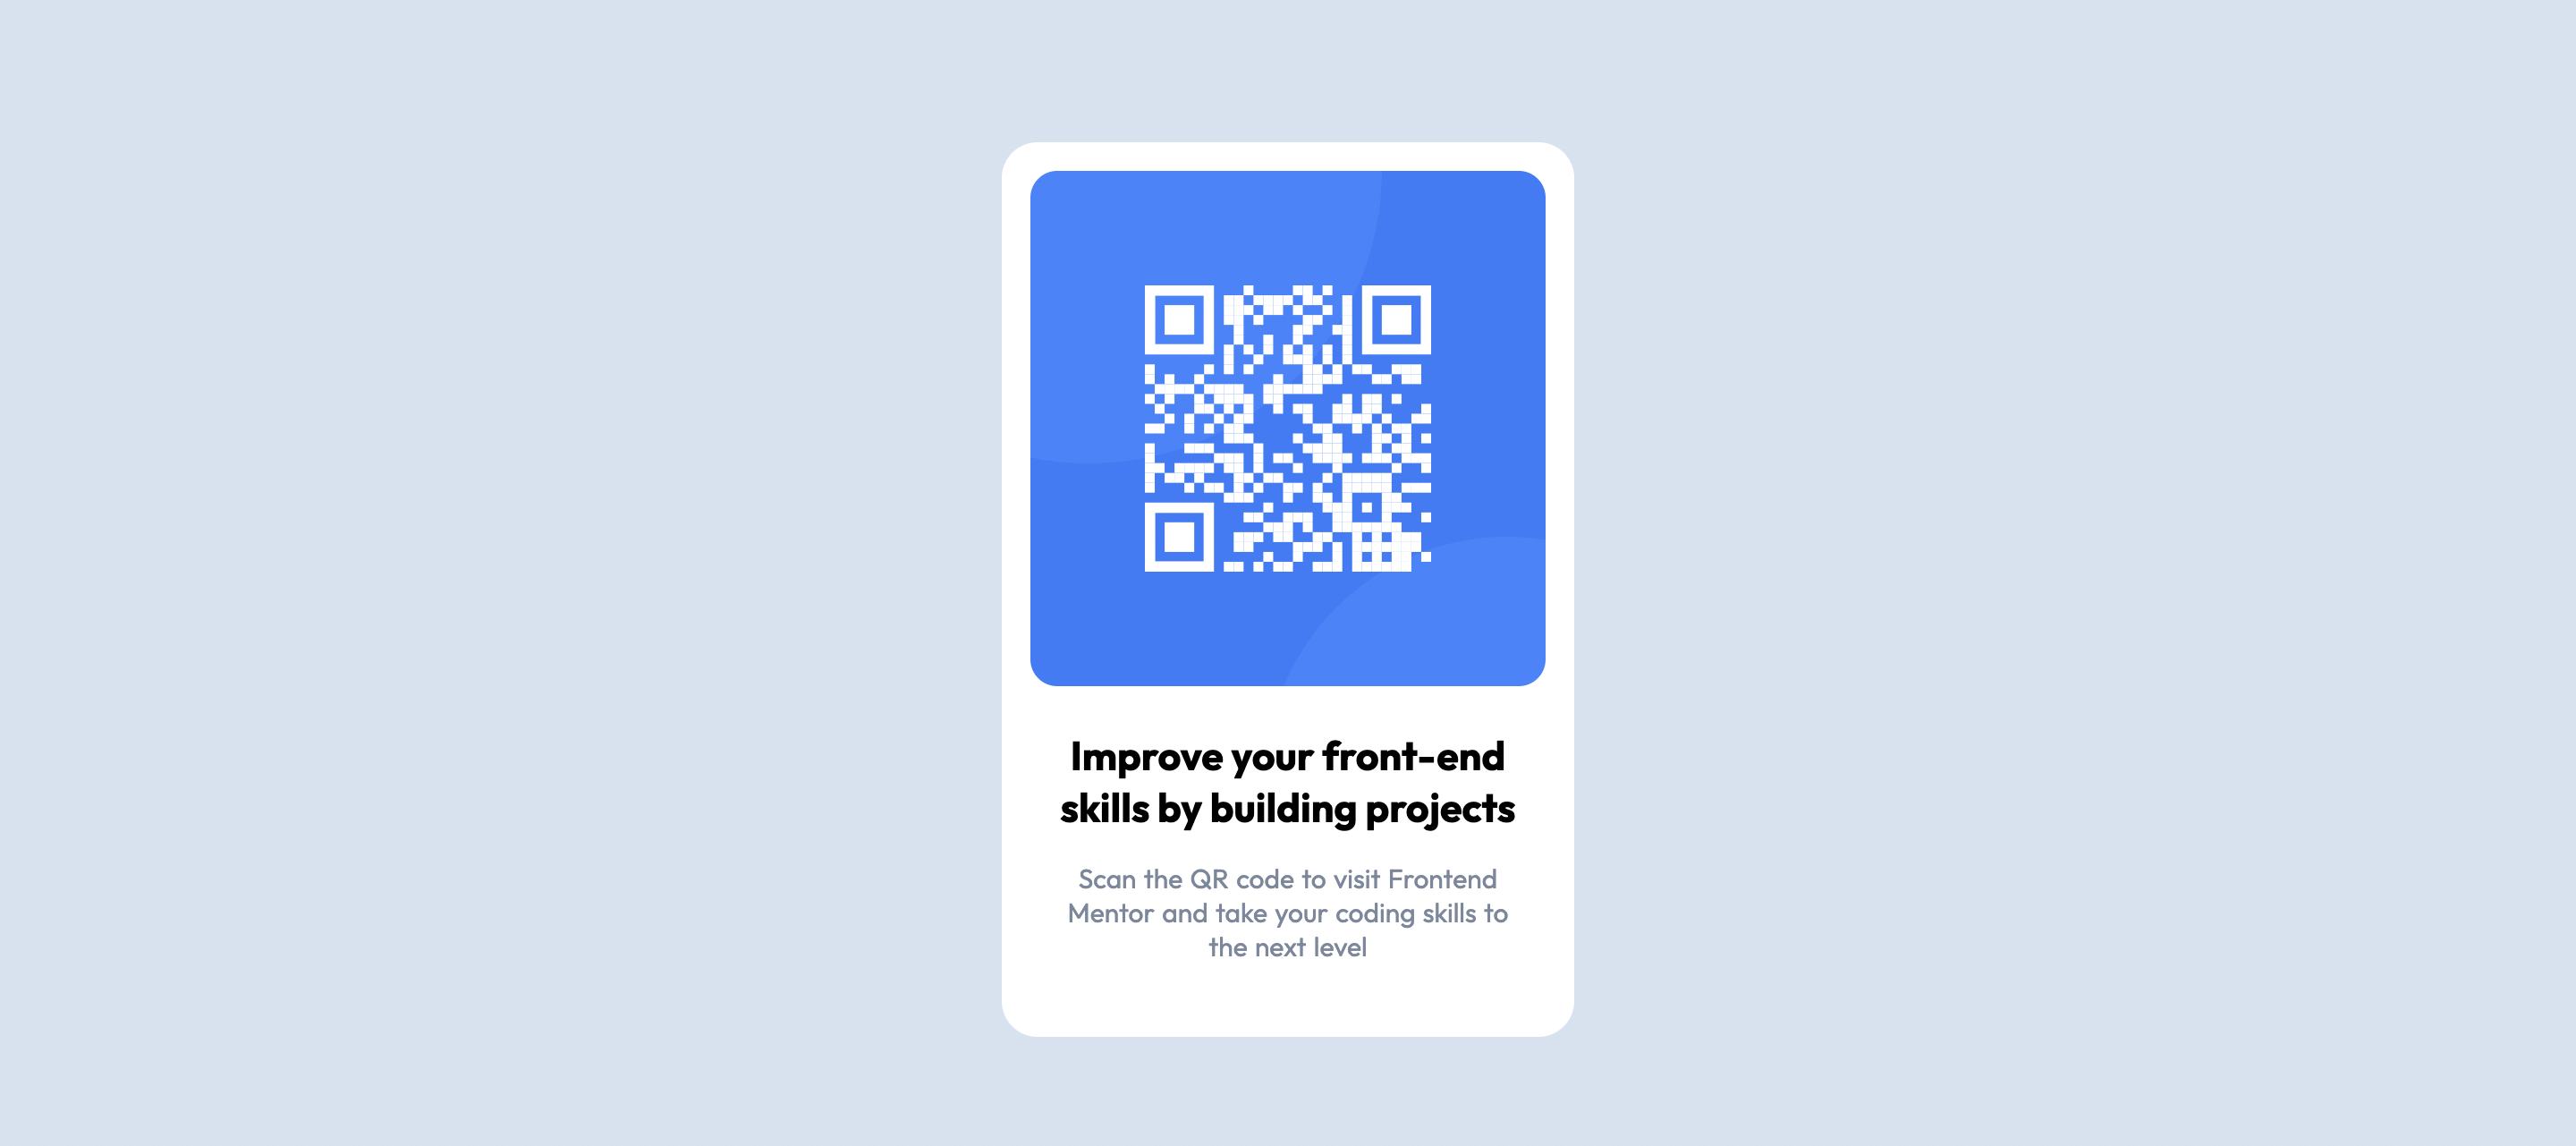 Improve your front-end
skills by building projects
Scan the QR code to visit Frontend
Mentor and take your coding skills to
the next level